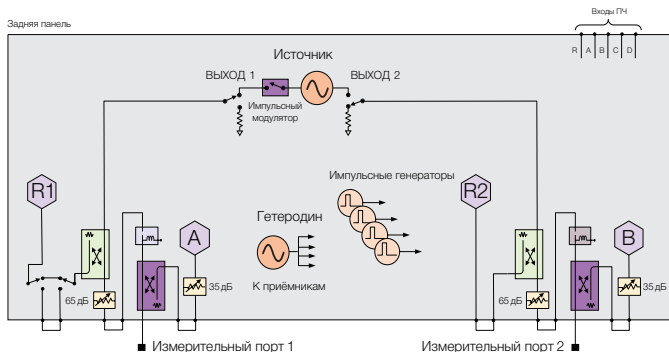 Задняя панель
Входы ПЧ
R A B C D
Источник
ВЫХОД 1
ВЫХОД 2
Импульсный
модулятор
Импульсные генераторы
R1
A
Гетеродин
К приёмникам
R2
B
65 дБ
35 дБ
65 дБ
35 дБ
Измерительный порт 1
Измерительный порт 2